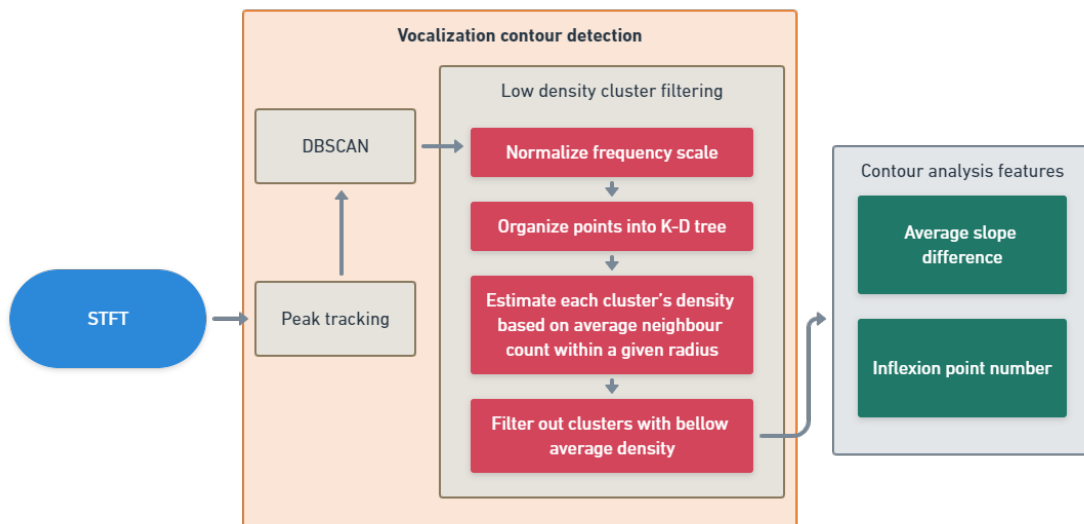 Vocalization contour detection
Low density cluster filtering
DBSCAN
Normalize frequency scale
Contour analysis features
Organize points into K-D tree
Average slope
difference
STFT
Peak tracking
Estimate each cluster's density
based on average neighbour
count within a given radius
Inflexion point number
Filter out clusters with bellow
average density